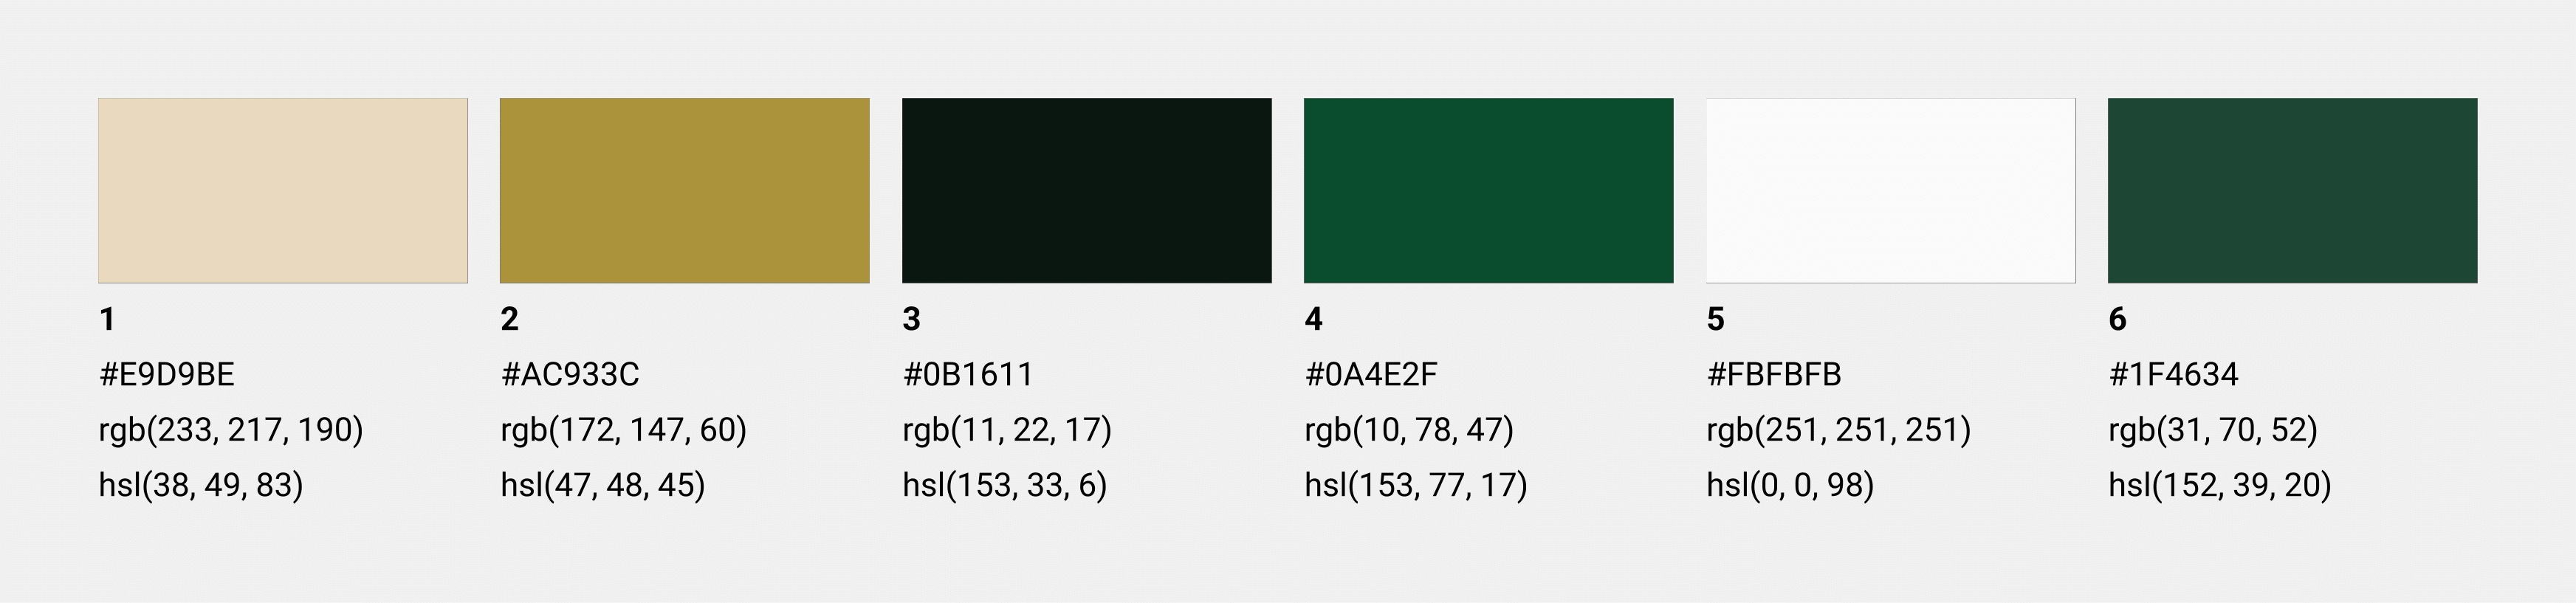 1
#E9D9BE
rgb(233, 217, 190)
hsl(38, 49, 83)
2
#AC933C
rgb(172, 147, 60)
hsl(47, 48, 45)
3
#0B1611
rgb(11, 22, 17)
hsl(153, 33, 6)
4
#0A4E2F
rgb(10, 78, 47)
hsl(153, 77, 17)
5
#FBFBFB
rgb(251, 251, 251)
hsl(0, 0, 98)
6
#1F4634
rgb(31, 70, 52)
hsl(152, 39, 20)